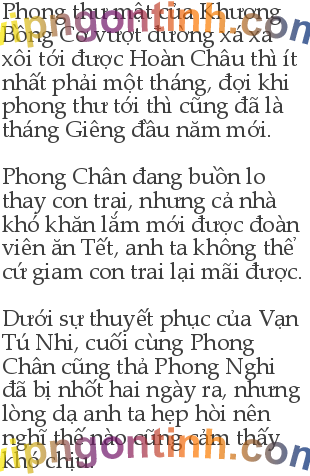 Phong thư mật của Khương
Bồng Cơ vượt đường xá xa
xôi tới được Hoàn Châu thì ít
nhất phải một tháng, đợi khi
phong thư tới thì cũng đã là
tháng Giêng đầu năm mới.
Phong Chân đang buồn lo
thay con trai, nhưng cả nhà
khó khăn lắm mới được đoàn
viên ăn Tết, anh ta không thể
cứ giam con trai lại mãi được.
Dưới sự thuyết phục của Vạn
Tú Nhi, cuối cùng Phong
Chân cũng thả Phong Nghi
đã bị nhốt hai ngày ra, nhưng
lòng dạ anh ta hẹp hòi nên
nghĩ thế nào cũng cảm thấy
khó chịu.
vipngontinh.com